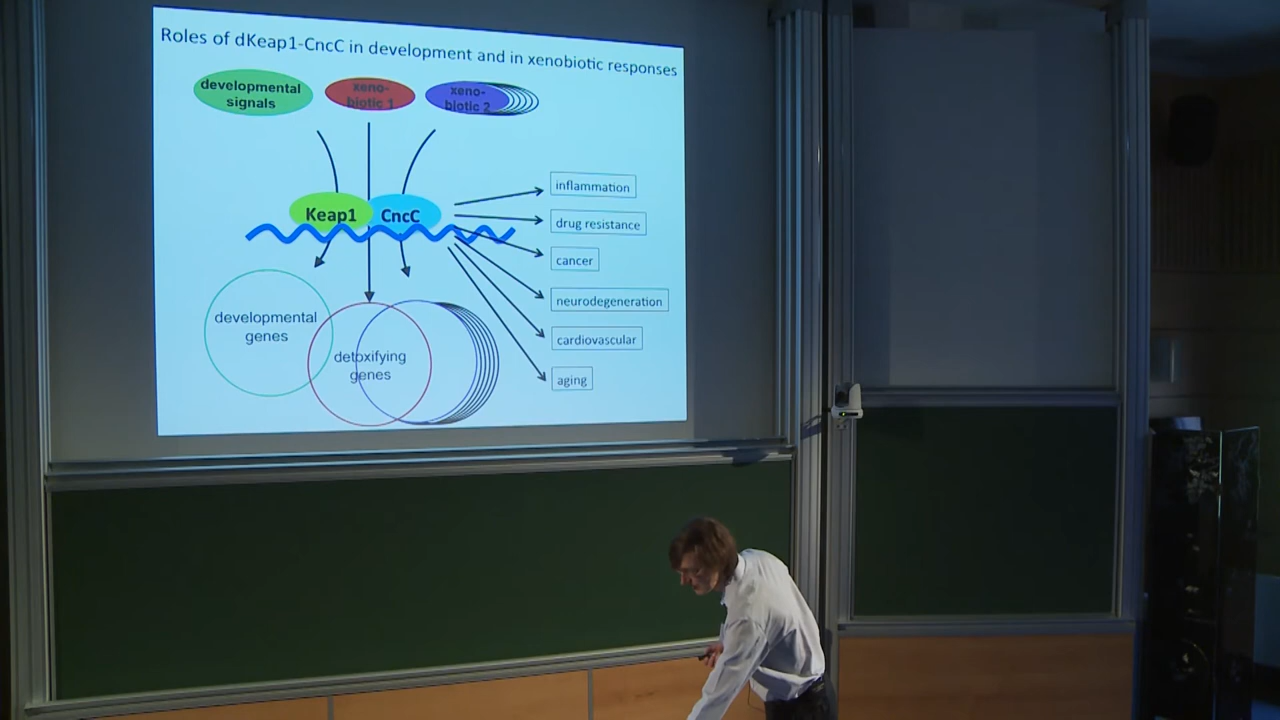 Roles of dKeap1-CncC in development and in xenobiotic responses
developmental
signals
xeno-
biotic 1
xeno-
biotic 2
Keap1
CncC
inflammation
drug resistance
cancer
neurodegeneration
cardiovascular
aging
developmental
genes
detoxifying
genes